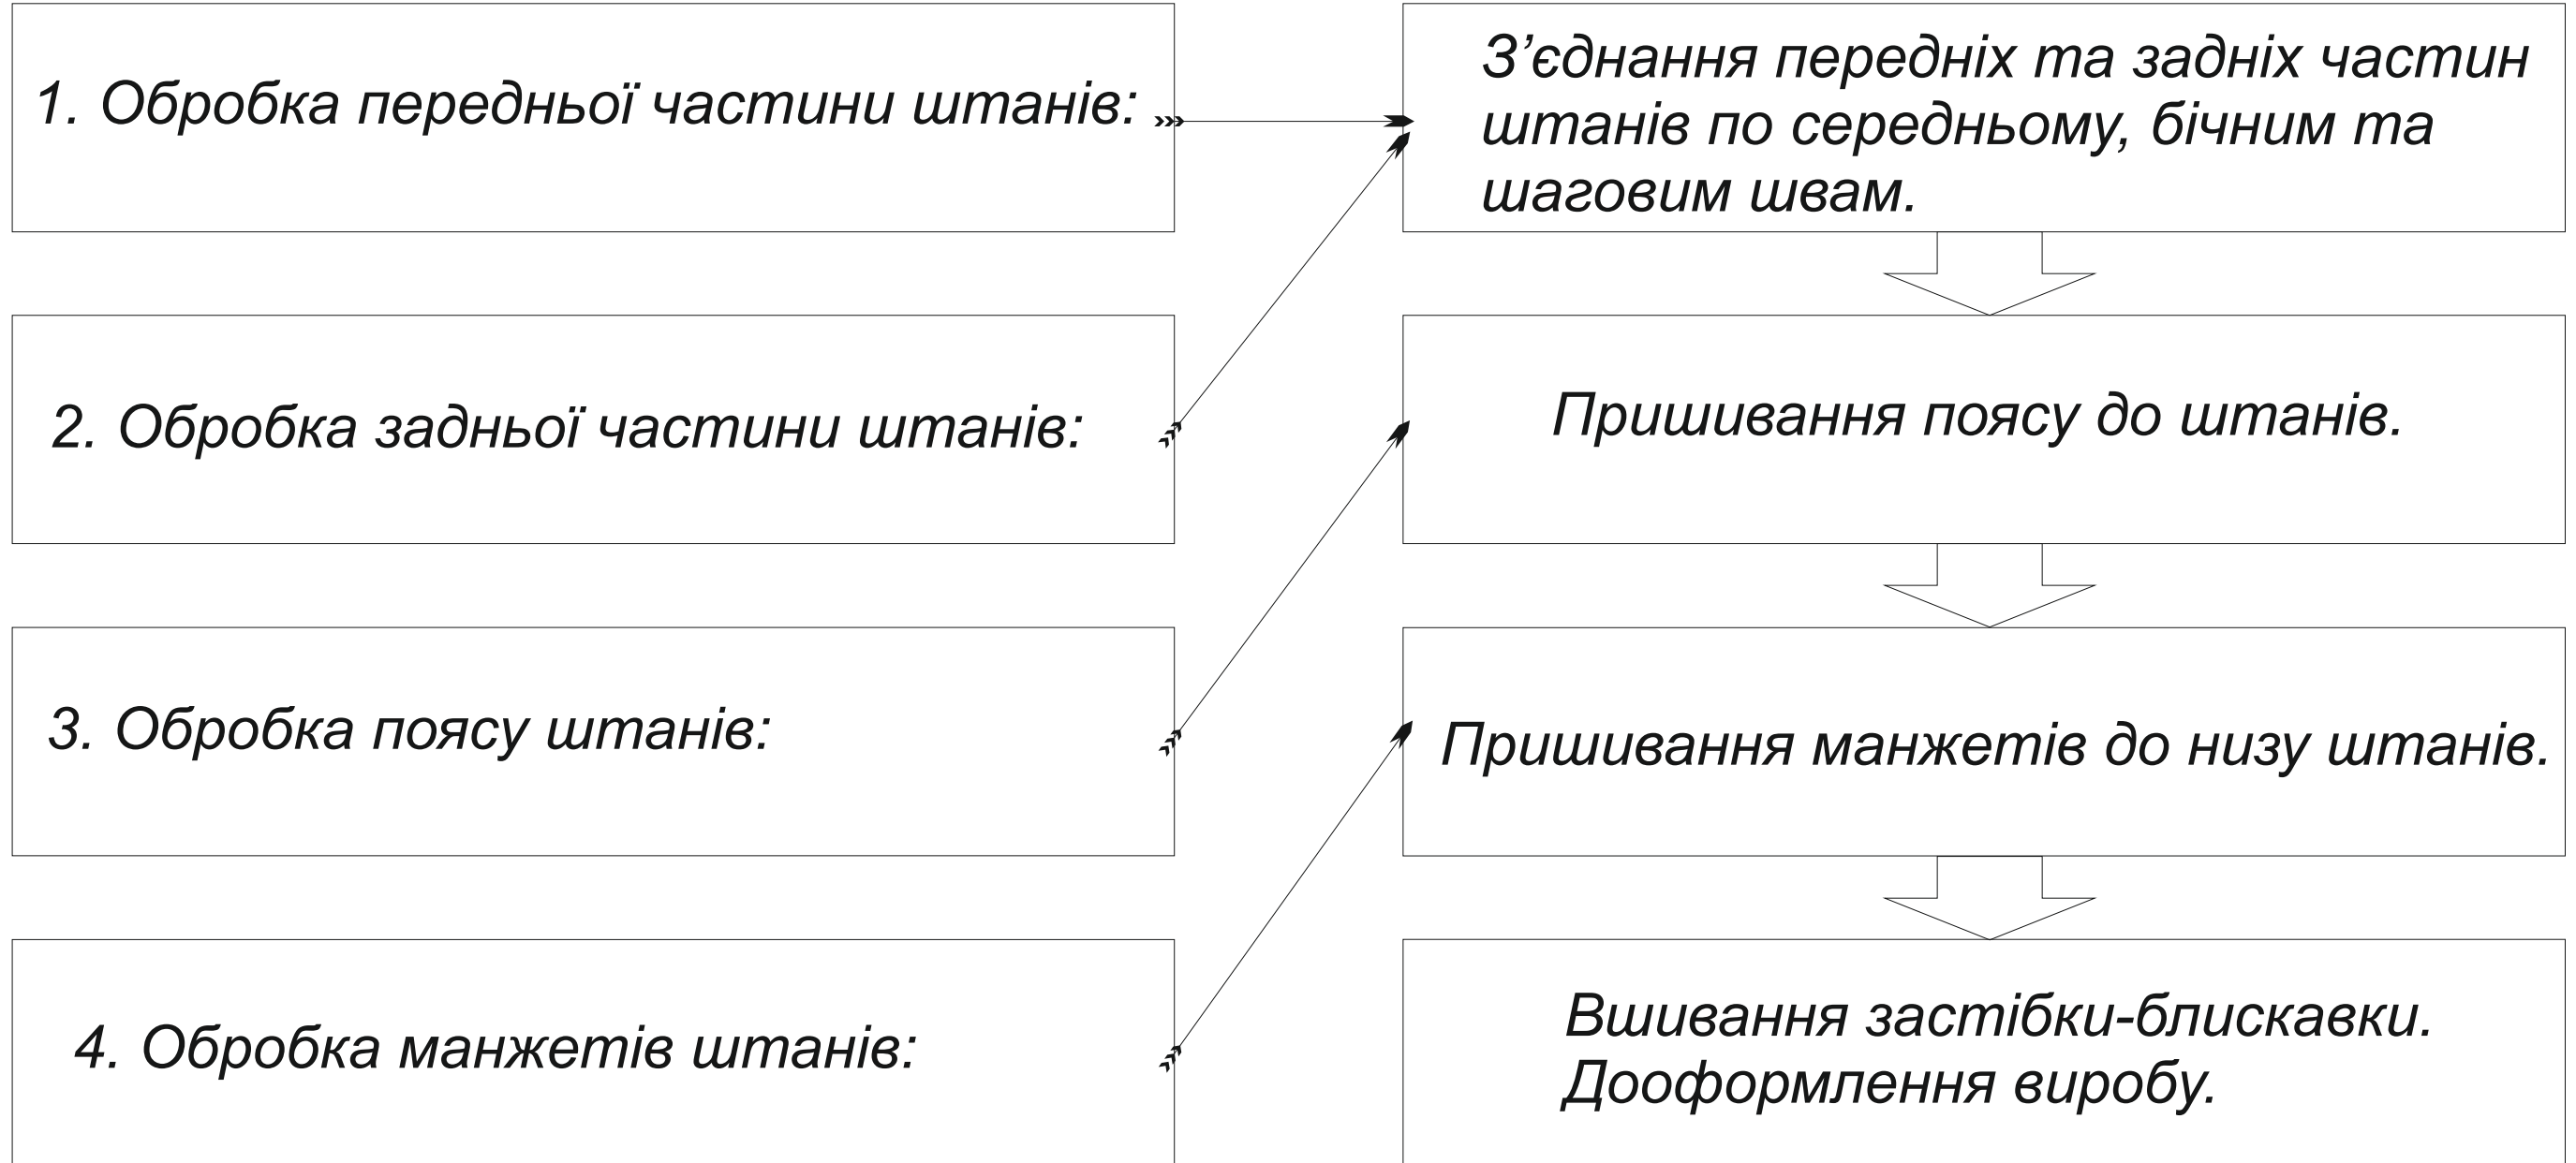 1. Обробка передньої частини штанів:
З’єднання передніх та задніх частин
штанів по середньому, бічним та
шаговим швам.
2. Обробка задньої частини штанів:
Пришивання поясу до штанів.
3. Обробка поясу штанів:
Пришивання манжетів до низу штанів.
4. Обробка манжетів штанів:
Вшивання застібки-блискавки.
Дооформлення виробу.